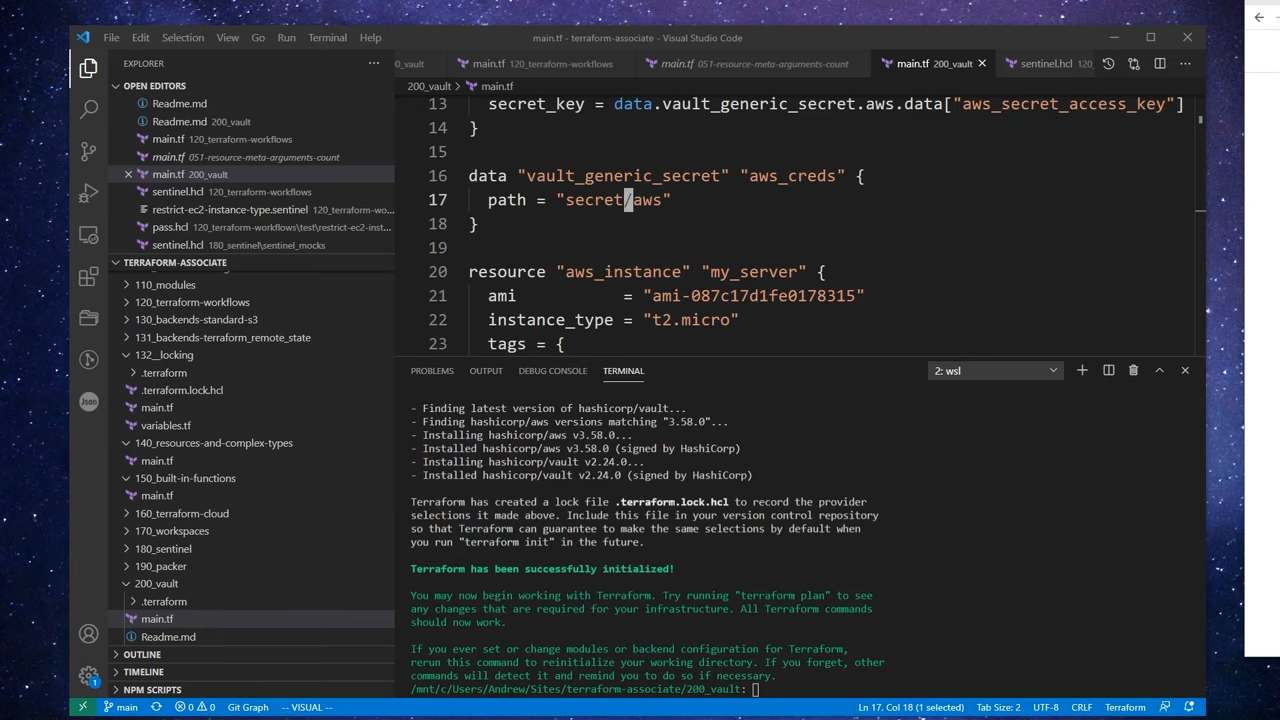 File Edit Selection View Go Run Terminal Help
main.tf - terraform-associate - Visual Studio Code
EXPLORER
OPEN EDITORS
Readme.md
Readme.md 200_vault
main.tf 120_terraform-workflows
main.tf 051-resource-meta-arguments-count
main.tf 200_vault
sentinel.hcl 120_terraform-workflows
restrict-ec2-instance-type.sentinel 120_terraform-wo...
pass.hcl 120_terraform-workflows\test\restrict-ec2-inst...
sentinel.hcl 180_sentinel\sentinel_mocks
TERRAFORM-ASSOCIATE
110_modules
120_terraform-workflows
130_backends-standard-s3
131_backends-terraform_remote_state
132__locking
.terraform
.terraform.lock.hcl
main.tf
variables.tf
140_resources-and-complex-types
main.tf
150_built-in-functions
main.tf
160_terraform-cloud
170_workspaces
180_sentinel
190_packer
200_vault
.terraform
main.tf
Readme.md
OUTLINE
TIMELINE
NPM SCRIPTS
Json
1
200_vault main.tf 120_terraform-workflows main.tf 051-resource-meta-arguments-count main.tf 200_vault sentinel.hcl 120_
200_vault > main.tf
13 secret_key = data.vault_generic_secret.aws.data["aws_secret_access_key"]
14 }
15
16 data "vault_generic_secret" "aws_creds" {
17 path = "secret/aws"
18 }
19
20 resource "aws_instance" "my_server" {
21 ami = "ami-087c17d1fe0178315"
22 instance_type = "t2.micro"
23 tags = {
PROBLEMS OUTPUT DEBUG CONSOLE TERMINAL 2: wsl
- Finding latest version of hashicorp/vault...
- Finding hashicorp/aws versions matching "3.58.0"...
- Installing hashicorp/aws v3.58.0...
- Installed hashicorp/aws v3.58.0 (signed by HashiCorp)
- Installing hashicorp/vault v2.24.0...
- Installed hashicorp/vault v2.24.0 (signed by HashiCorp)
Terraform has created a lock file .terraform.lock.hcl to record the provider
selections it made above. Include this file in your version control repository
so that Terraform can guarantee to make the same selections by default when
you run "terraform init" in the future.
Terraform has been successfully initialized!
You may now begin working with Terraform. Try running "terraform plan" to see
any changes that are required for your infrastructure. All Terraform commands
should now work.
If you ever set or change modules or backend configuration for Terraform,
rerun this command to reinitialize your working directory. If you forget, other
commands will detect it and remind you to do so if necessary.
/mnt/c/Users/Andrew/Sites/terraform-associate/200_vault:
main 0 0 Git Graph -- VISUAL -- Ln 17, Col 18 (1 selected) Tab Size: 2 UTF-8 CRLF Terraform